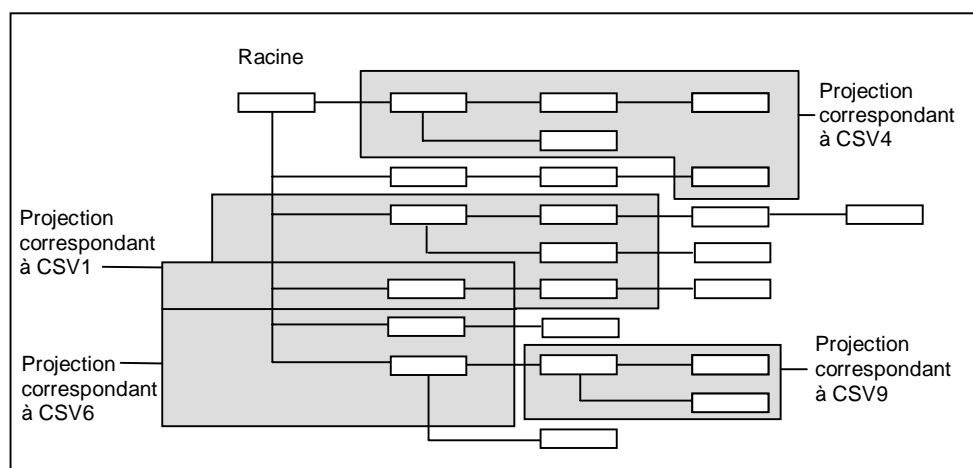 Racine
Projection
correspondant
à CSV4
Projection
correspondant
à CSV1
Projection
correspondant
à CSV6
Projection
correspondant
à CSV9